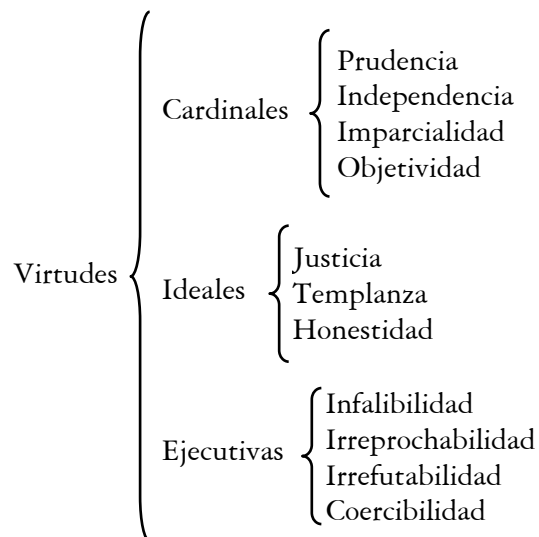 Virtudes
Cardinales
Prudencia
Independencia
Imparcialidad
Objetividad
Ideales
Justicia
Templanza
Honestidad
Ejecutivas
Infalibilidad
Irreprochabilidad
Irrefutabilidad
Coercibilidad